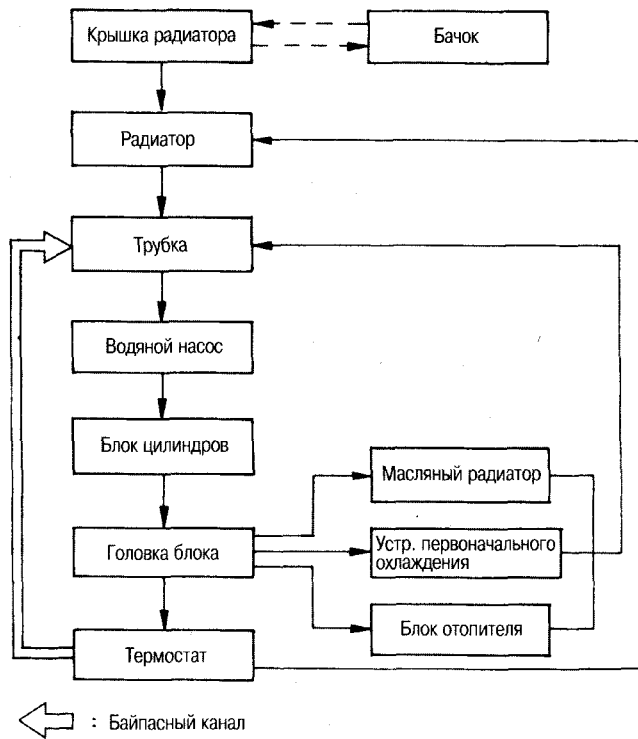 Крышка радиатора
Бачок
Радиатор
Трубка
Водяной насос
Блок цилиндров
Масляный радиатор
Головка блока
Устр. первоначального
охлаждения
Блок отопителя
Термостат
: Байпасный канал